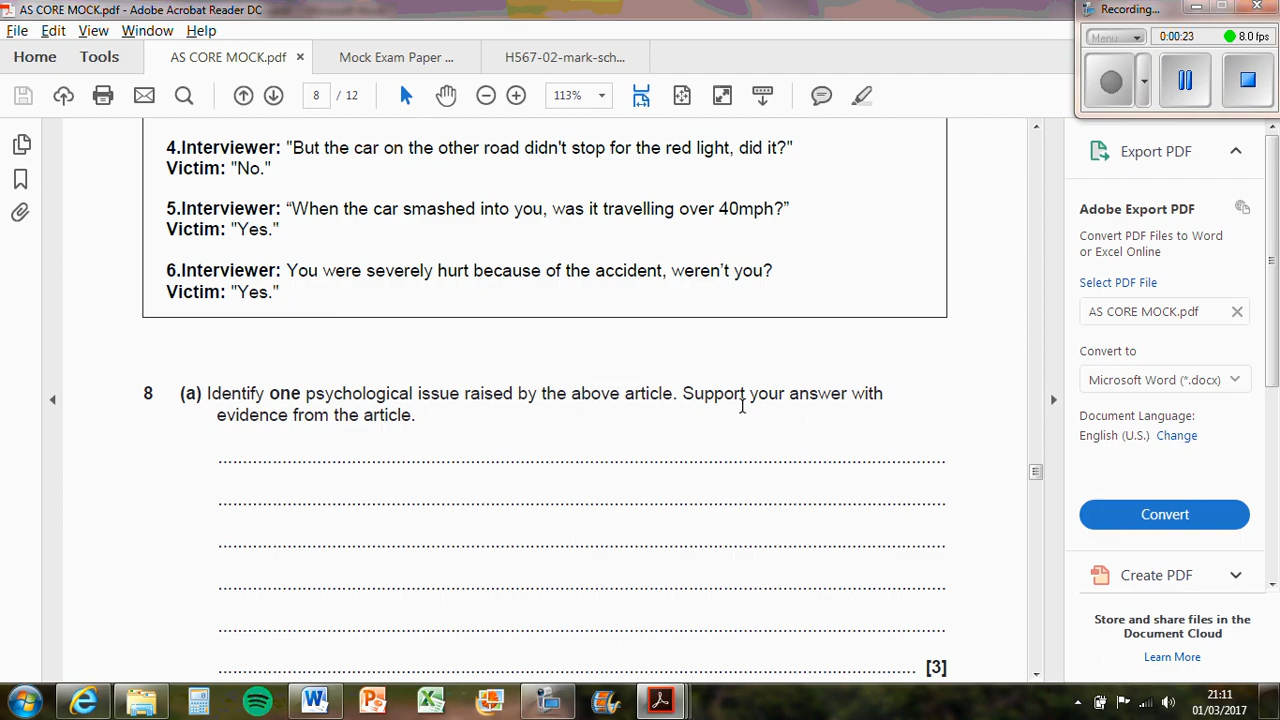 AS CORE MOCK.pdf - Adobe Acrobat Reader DC
Recording...
File Edit View Window Help
Menu 0:00:23 8.0 fps
Home Tools AS CORE MOCK.pdf × Mock Exam Paper ... H567-02-mark-sch...
8 / 12 113%
4.Interviewer: "But the car on the other road didn't stop for the red light, did it?"
Victim: "No."
5.Interviewer: “When the car smashed into you, was it travelling over 40mph?”
Victim: "Yes."
6.Interviewer: You were severely hurt because of the accident, weren’t you?
Victim: "Yes."
8 (a) Identify one psychological issue raised by the above article. Support your answer with
evidence from the article.
[3]
Export PDF
Adobe Export PDF
Convert PDF Files to Word
or Excel Online
Select PDF File
AS CORE MOCK.pdf
Convert to
Microsoft Word (*.docx)
Document Language:
English (U.S.) Change
Convert
Create PDF
Store and share files in the
Document Cloud
Learn More
21:11
01/03/2017